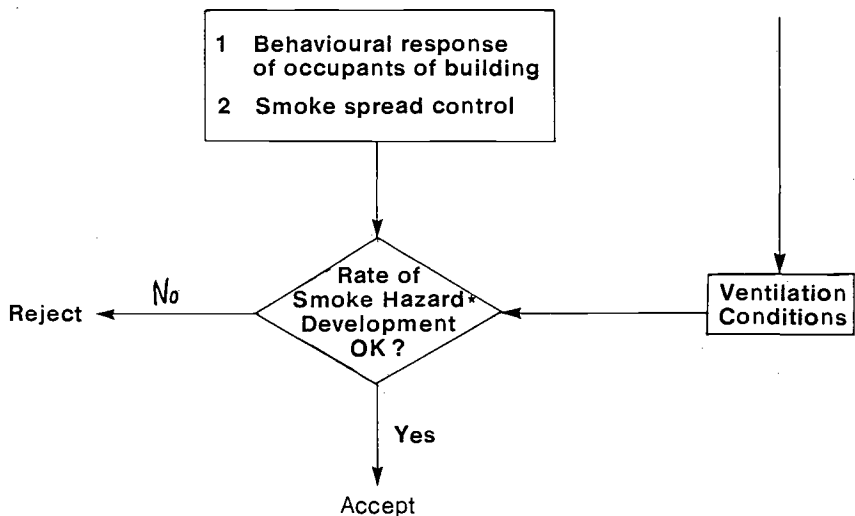 1 Behavioural response
of occupants of building
2 Smoke spread control
Rate of
Smoke Hazard*
Development
OK ?
No
Reject
Ventilation
Conditions
Yes
Accept